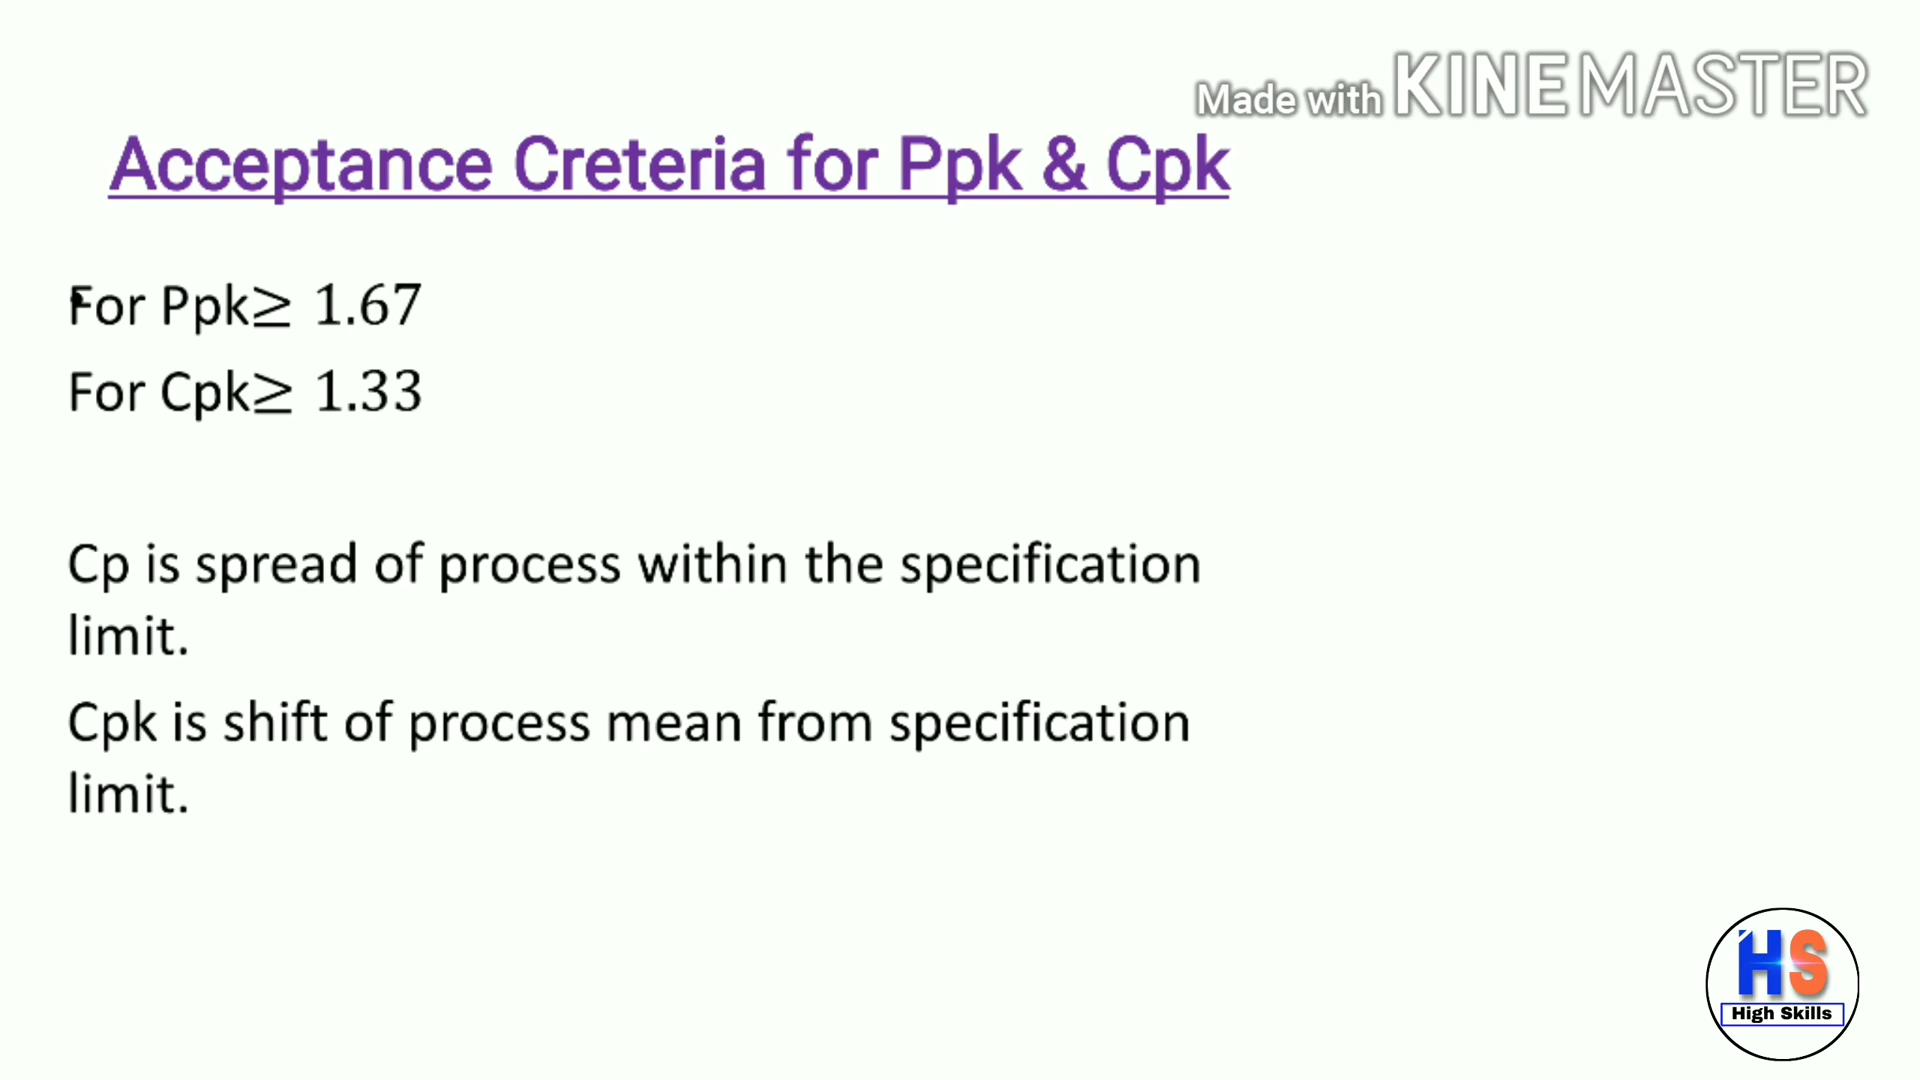 Made with KINEMASTER
Acceptance Creteria for Ppk & Cpk
For Ppk≥ 1.67
For Cpk≥ 1.33
Cp is spread of process within the specification
limit.
Cpk is shift of process mean from specification
limit.
HS
High Skills